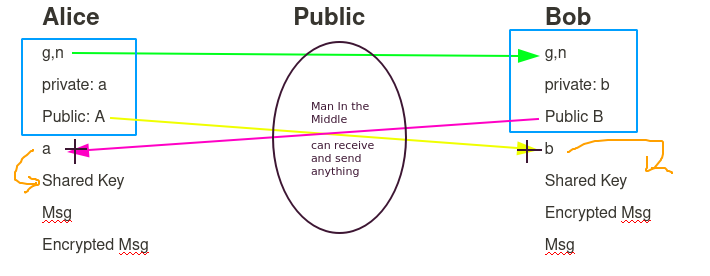 Alice Public Bob
g,n g,n
private: a private: b
Public: A Public B
a b
Shared Key Shared Key
Msg Encrypted Msg
Encrypted Msg Msg
Man In the
Middle
can receive
and send
anything